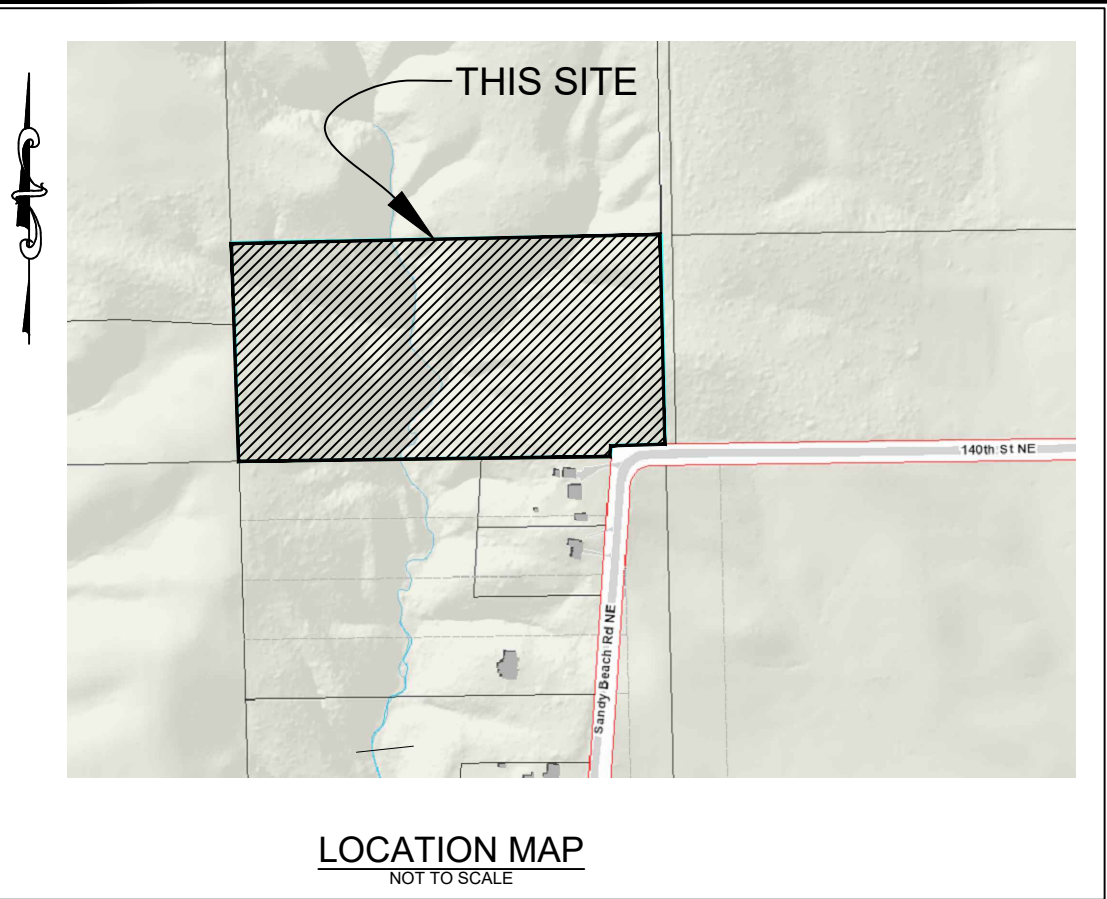 THIS SITE
140th St NE
Sandy Beach Rd NE
LOCATION MAP
NOT TO SCALE